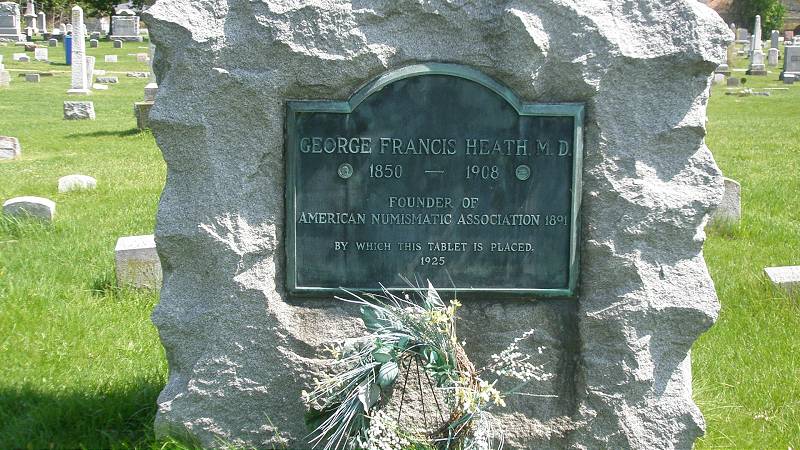 GEORGE FRANCIS HEATH M.D.
1850 — 1908
FOUNDER OF
AMERICAN NUMISMATIC ASSOCIATION 1891
BY WHICH THIS TABLET IS PLACED.
1925